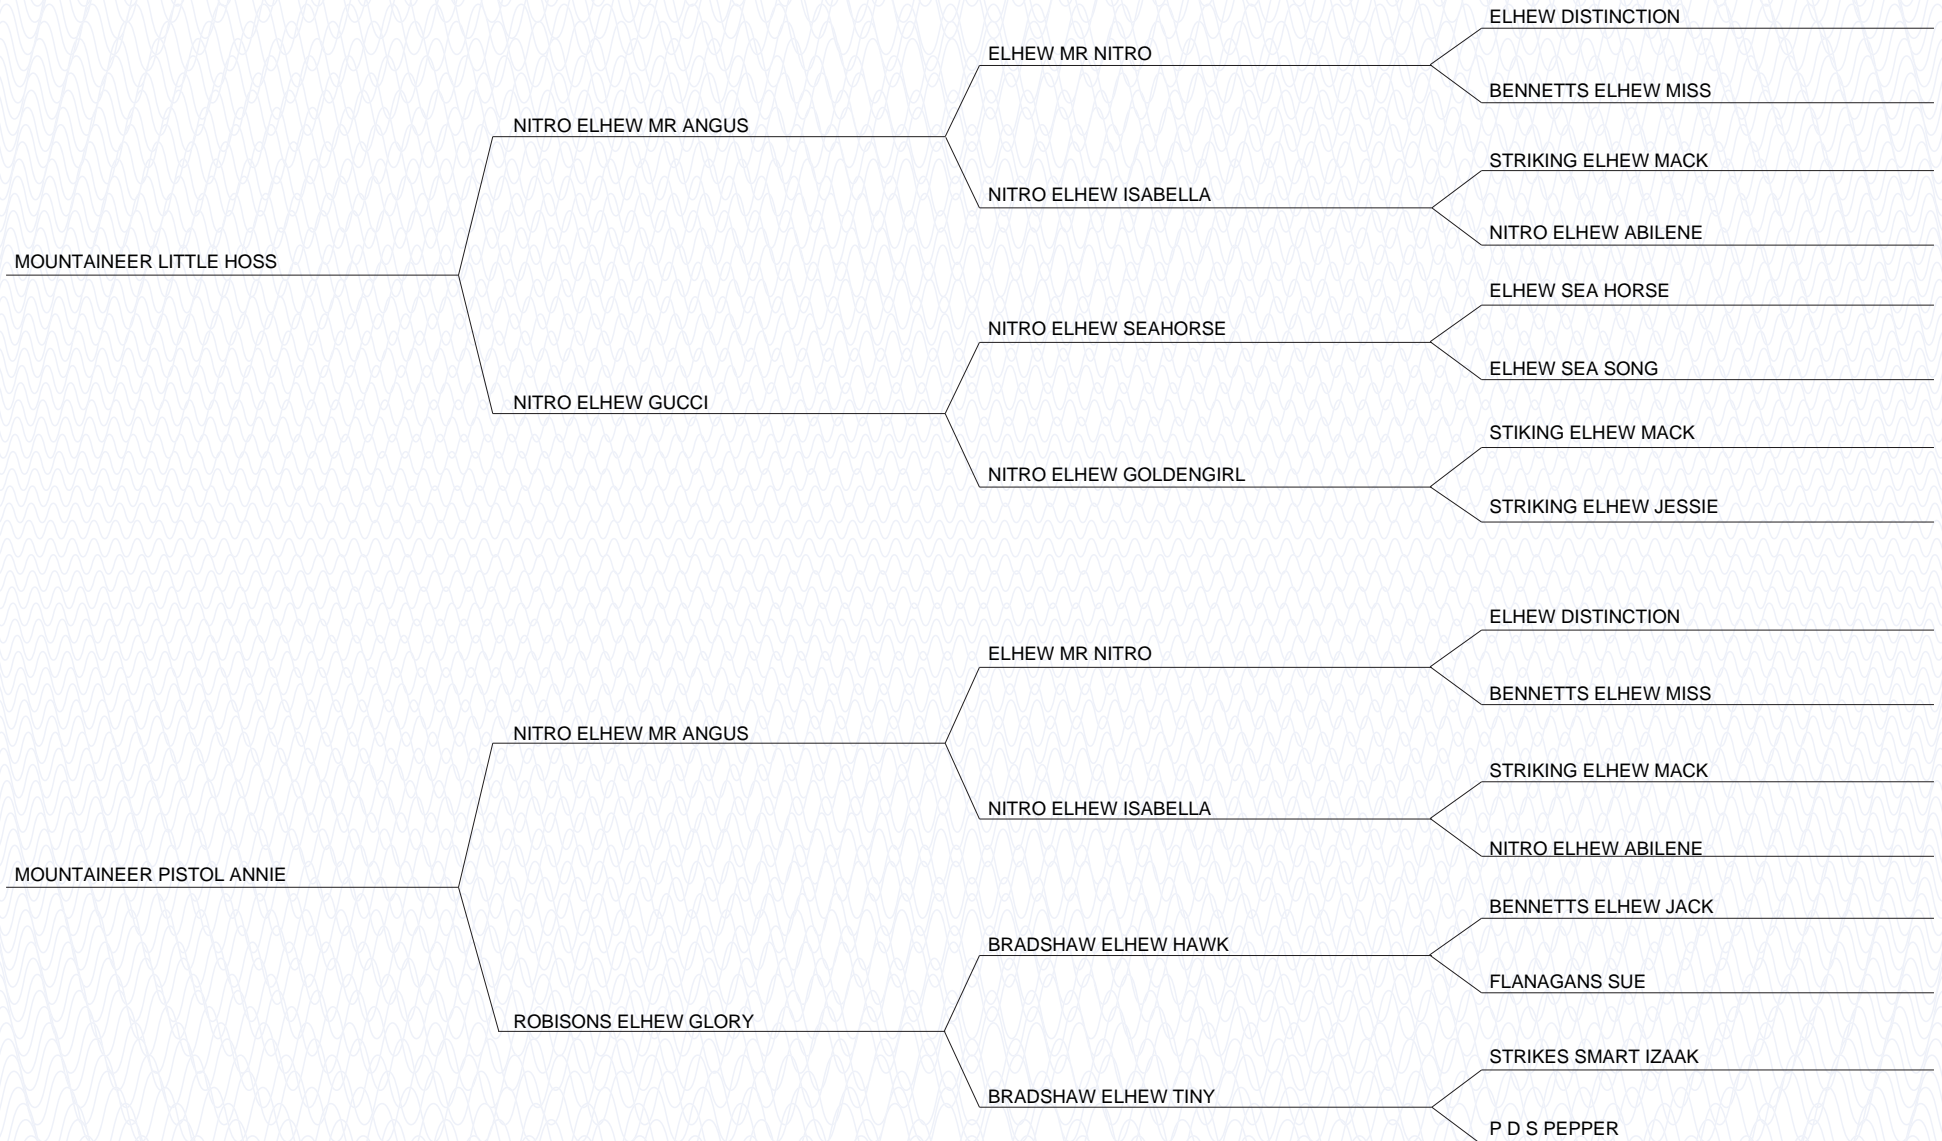 ELHEW DISTINCTION
ELHEW MR NITRO
BENNETTS ELHEW MISS
NITRO ELHEW MR ANGUS
STRIKING ELHEW MACK
NITRO ELHEW ISABELLA
NITRO ELHEW ABILENE
MOUNTAINEER LITTLE HOSS
ELHEW SEA HORSE
NITRO ELHEW SEAHORSE
ELHEW SEA SONG
NITRO ELHEW GUCCI
STIKING ELHEW MACK
NITRO ELHEW GOLDENGIRL
STRIKING ELHEW JESSIE
ELHEW DISTINCTION
ELHEW MR NITRO
BENNETTS ELHEW MISS
NITRO ELHEW MR ANGUS
STRIKING ELHEW MACK
NITRO ELHEW ISABELLA
NITRO ELHEW ABILENE
MOUNTAINEER PISTOL ANNIE
BENNETTS ELHEW JACK
BRADSHAW ELHEW HAWK
FLANAGANS SUE
ROBISONS ELHEW GLORY
STRIKES SMART IZAAK
BRADSHAW ELHEW TINY
P D S PEPPER